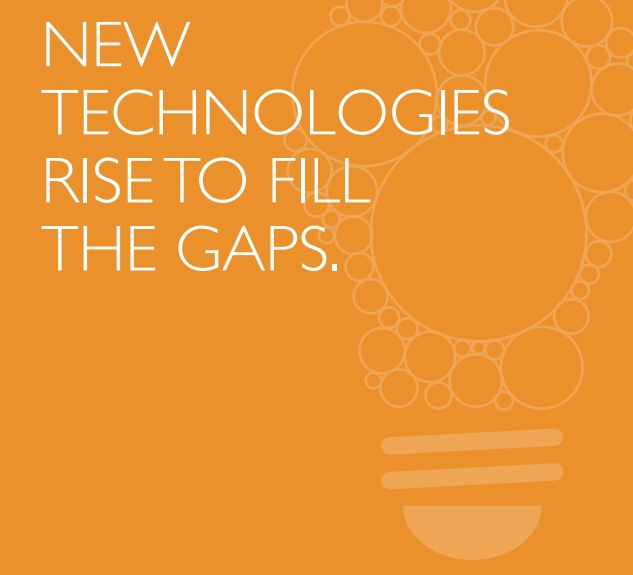 NEW
TECHNOLOGIES
RISE TO FILL
THE GAPS.